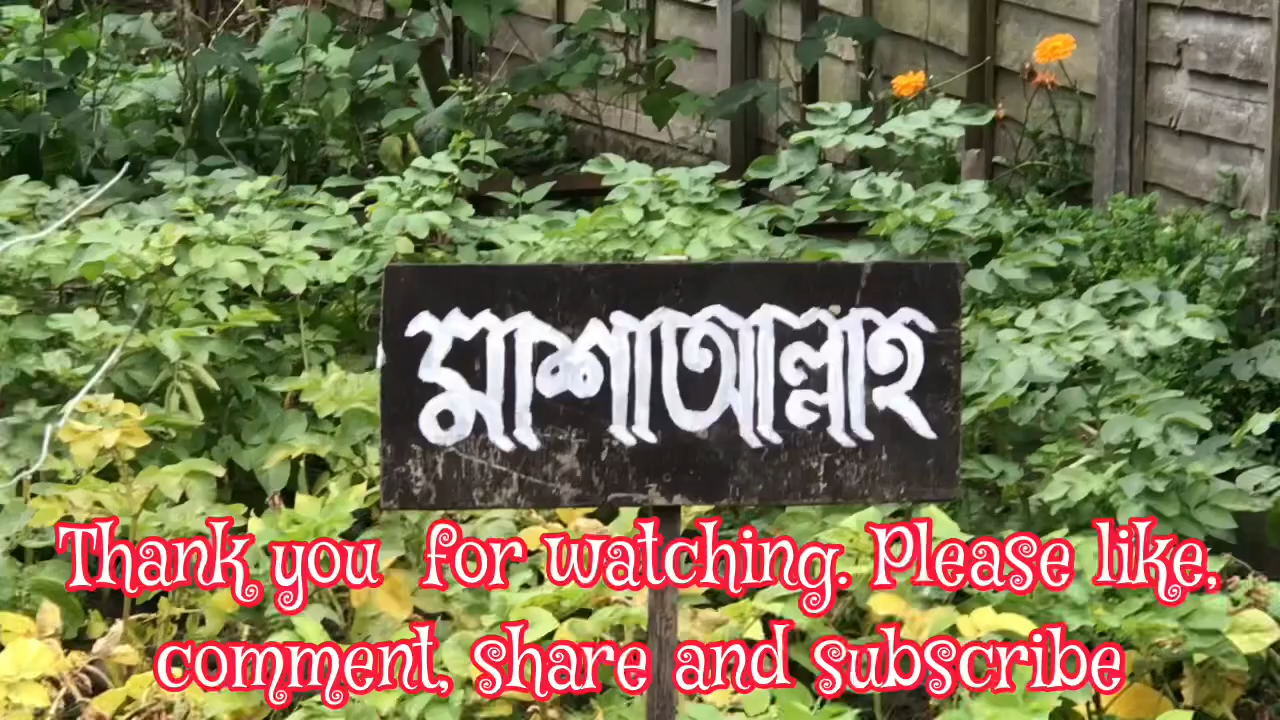 মাশাআল্লাহ
Thank you for watching. Please like,
comment, share and subscribe